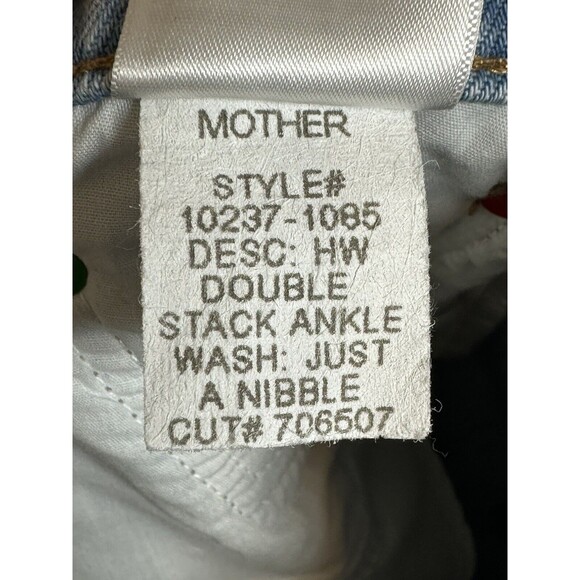 MOTHER
STYLE#
10237-1085
DESC: HW
DOUBLE
STACK ANKLE
WASH: JUST
A NIBBLE
CUT# 706507